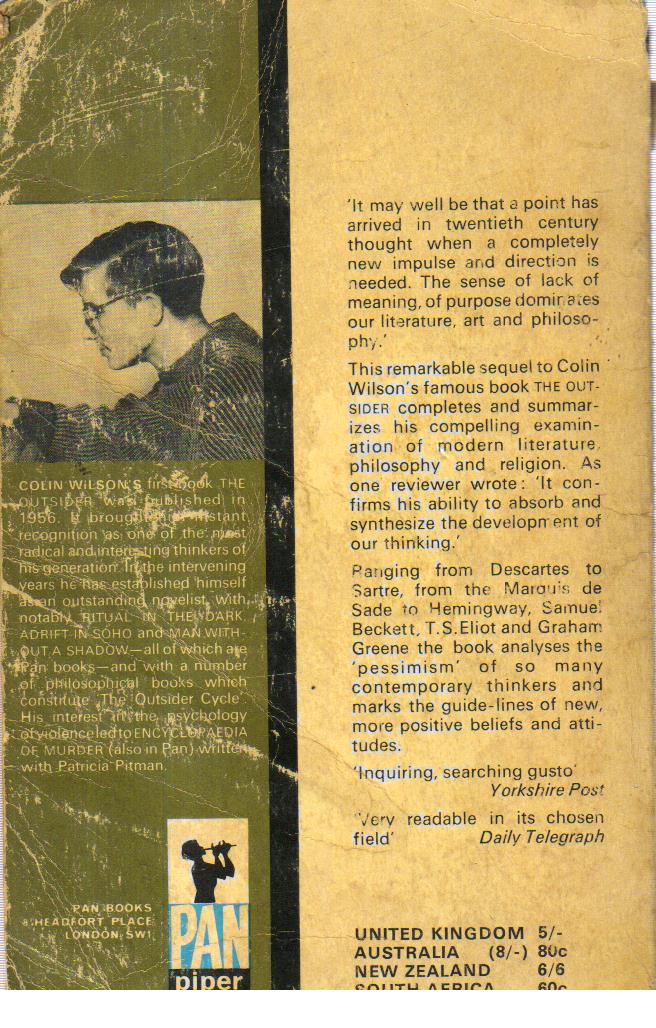 'It may well be that a point has
arrived in twentieth century
thought when a completely
new impulse and direction is
needed. The sense of lack of
meaning, of purpose dominates
our literature, art and philoso-
phy.'
This remarkable sequel to Colin
Wilson's famous book THE OUT-
SIDER completes and summar-
izes his compelling examin-
ation of modern literature,
philosophy and religion. As
one reviewer wrote: 'It con-
firms his ability to absorb and
synthesize the development of
our thinking.'
Ranging from Descartes to
Sartre, from the Marquis de
Sade to Hemingway, Samuel
Beckett, T.S.Eliot and Graham
Greene the book analyses the
'pessimism' of so many
contemporary thinkers and
marks the guide-lines of new,
more positive beliefs and atti-
tudes.
'Inquiring, searching gusto'
Yorkshire Post
'Very readable in its chosen
field' Daily Telegraph
UNITED KINGDOM 5/-
AUSTRALIA (8/-) 80c
NEW ZEALAND 6/6
SOUTH AFRICA 60c
COLIN WILSON'S first book THE
OUTSIDER was published in
1956. It brought him instant
recognition as one of the most
radical and interesting thinkers of
his generation. In the intervening
years he has established himself
as an outstanding novelist, with
notably RITUAL IN THE DARK,
ADRIFT IN SOHO and MAN WITH-
OUT A SHADOW—all of which are
Pan books—and with a number
of philosophical books which
constitute 'The Outsider Cycle'.
His interest in the psychology
of violence led to ENCYCLOPAEDIA
OF MURDER (also in Pan) written
with Patricia Pitman.
PAN BOOKS
8 HEADFORT PLACE
LONDON, SW1
PAN
piper